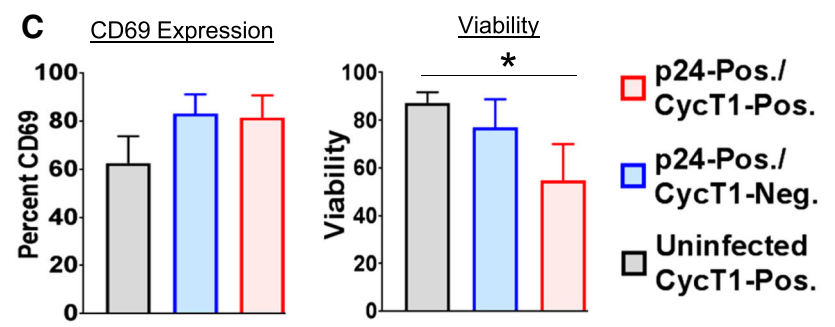 C
CD69 Expression
Percent CD69
100
80
60
40
20
0
Viability
*
Viability
100
80
60
40
20
0
p24-Pos./
CycT1-Pos.
p24-Pos./
CycT1-Neg.
Uninfected
CycT1-Pos.